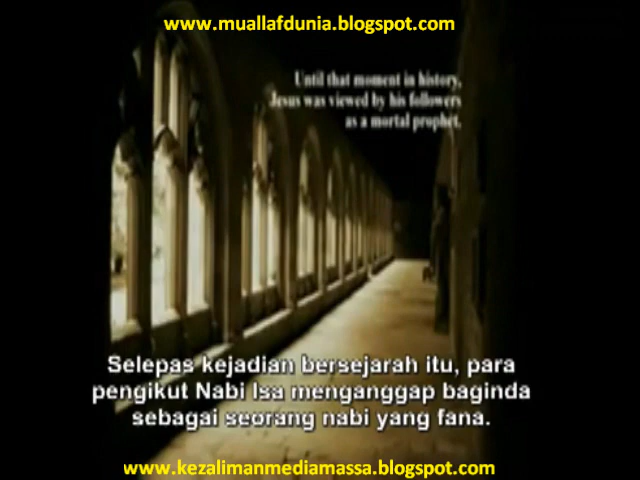 www.muallafdunia.blogspot.com
Until that moment in history,
Jesus was viewed by his followers
as a mortal prophet.
Selepas kejadian bersejarah itu, para
pengikut Nabi Isa menganggap baginda
sebagai seorang nabi yang fana.
www.kezalimanmediamassa.blogspot.com